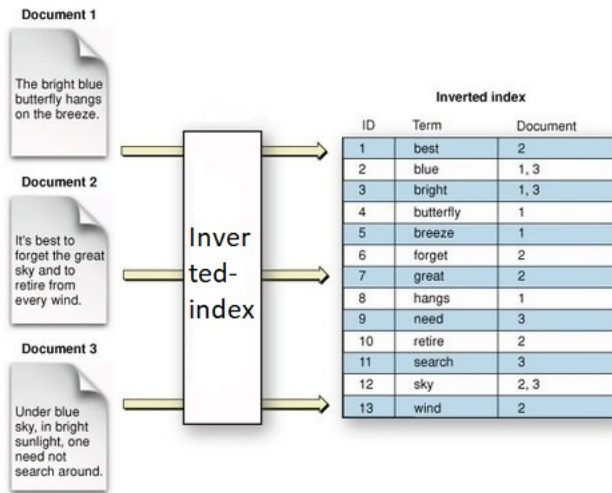 Document 1
The bright blue
butterfly hangs
on the breeze.
Document 2
It's best to
forget the great
sky and to
retire from
every wind.
Document 3
Under blue
sky, in bright
sunlight, one
need not
search around.
Inver
ted-
index
Inverted index
ID Term Document
1 best 2
2 blue 1, 3
3 bright 1, 3
4 butterfly 1
5 breeze 1
6 forget 2
7 great 2
8 hangs 1
9 need 3
10 retire 2
11 search 3
12 sky 2, 3
13 wind 2